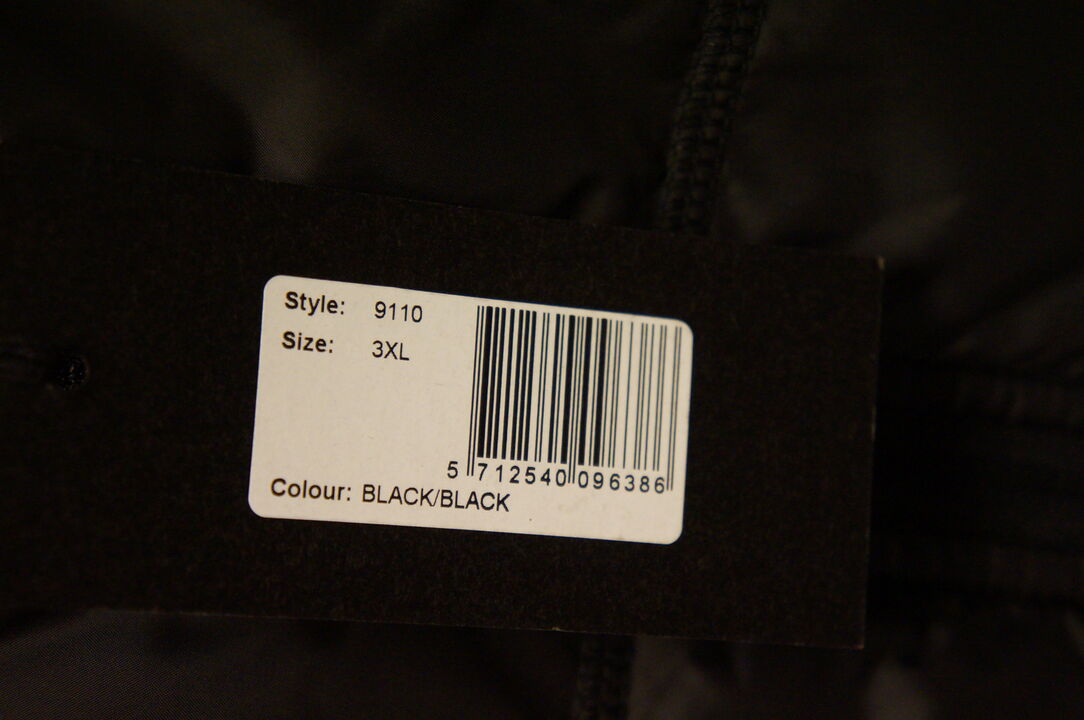 Style: 9110
Size: 3XL
5 712540 096386
Colour: BLACK/BLACK